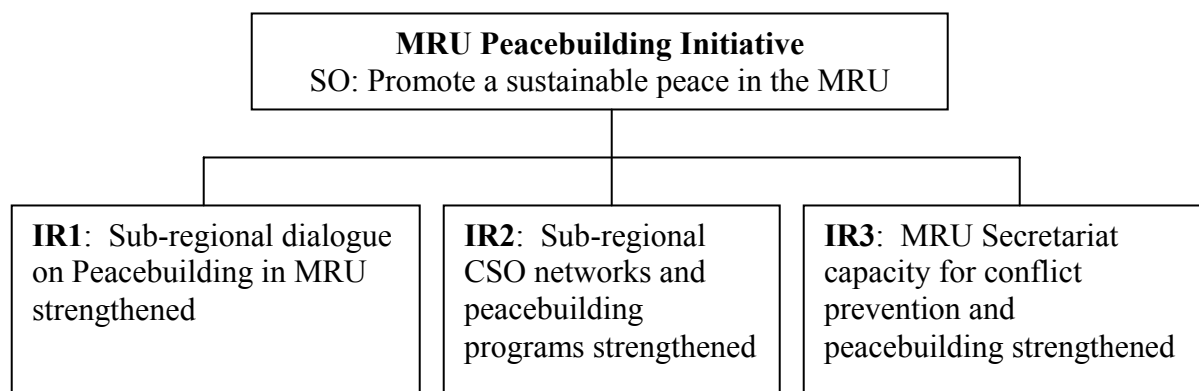 MRU Peacebuilding Initiative
SO: Promote a sustainable peace in the MRU
IR1: Sub-regional dialogue
on Peacebuilding in MRU
strengthened
IR2: Sub-regional
CSO networks and
peacebuilding
programs strengthened
IR3: MRU Secretariat
capacity for conflict
prevention and
peacebuilding strengthened